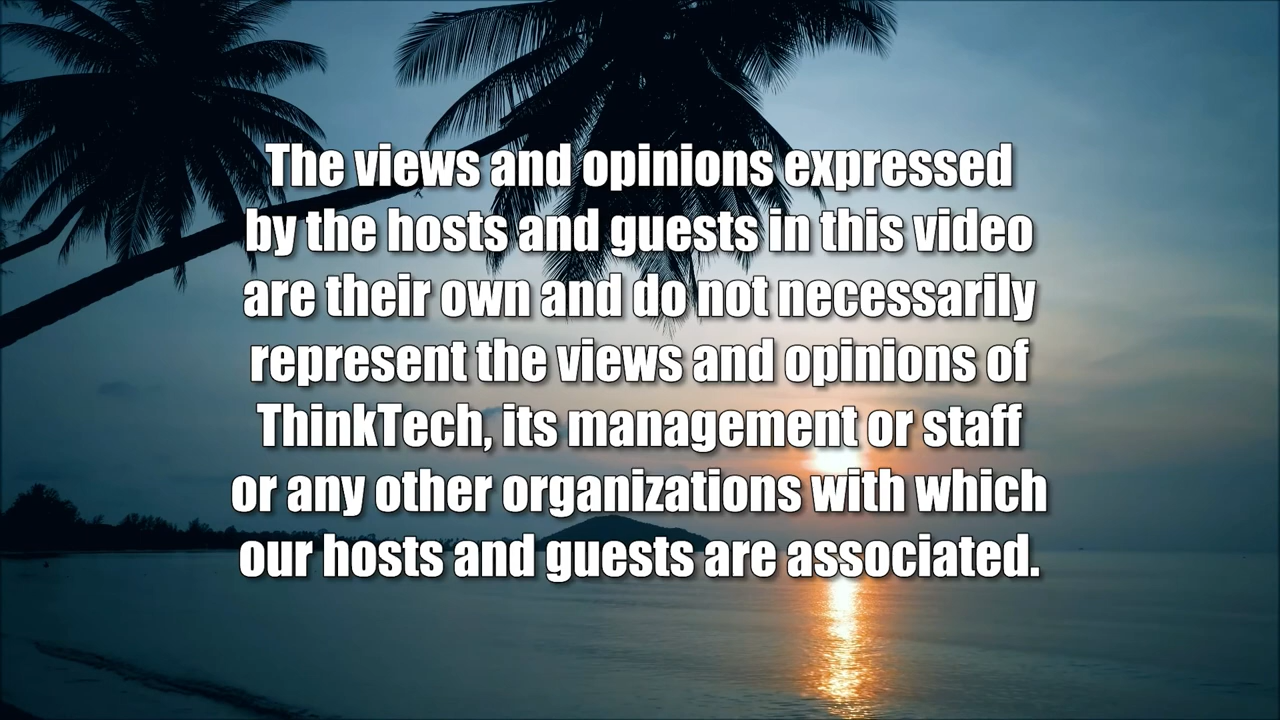 The views and opinions expressed
by the hosts and guests in this video
are their own and do not necessarily
represent the views and opinions of
ThinkTech, its management or staff
or any other organizations with which
our hosts and guests are associated.